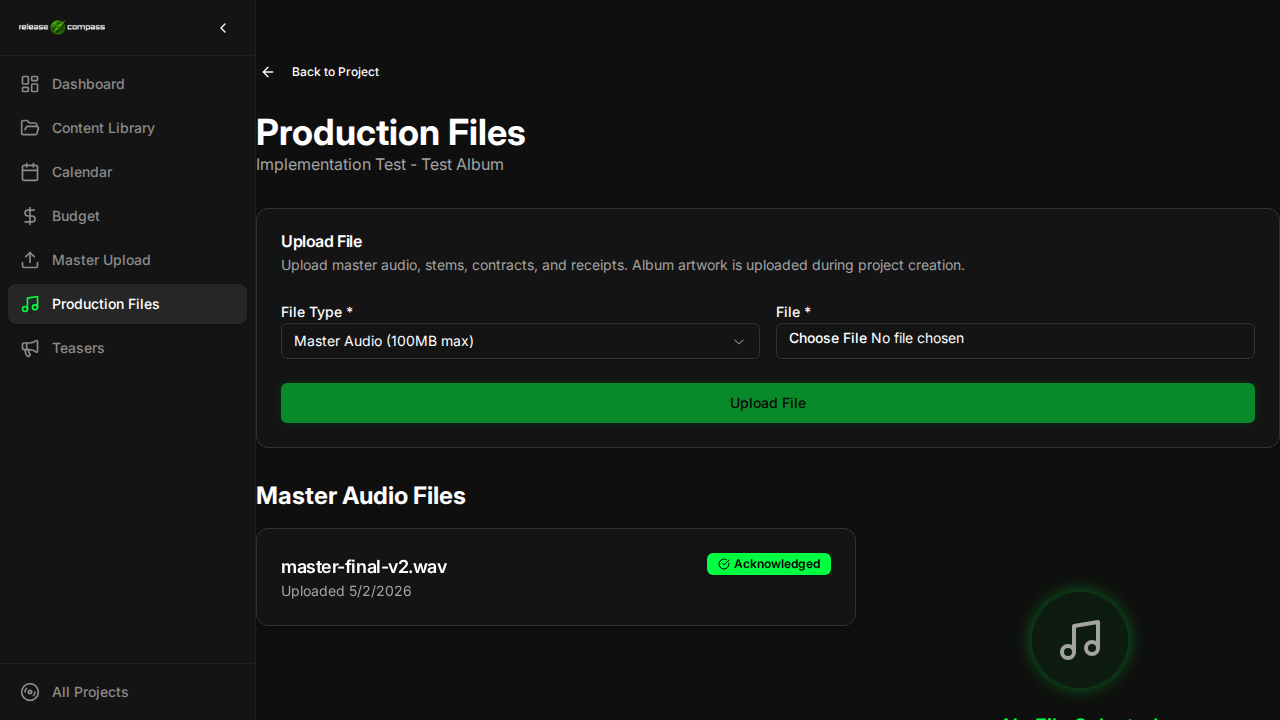 release compass
Dashboard
Content Library
Calendar
Budget
Master Upload
Production Files
Teasers
All Projects
Back to Project
Production Files
Implementation Test - Test Album
Upload File
Upload master audio, stems, contracts, and receipts. Album artwork is uploaded during project creation.
File Type *
Master Audio (100MB max)
File *
Choose File No file chosen
Upload File
Master Audio Files
master-final-v2.wav
Acknowledged
Uploaded 5/2/2026
No File Selected